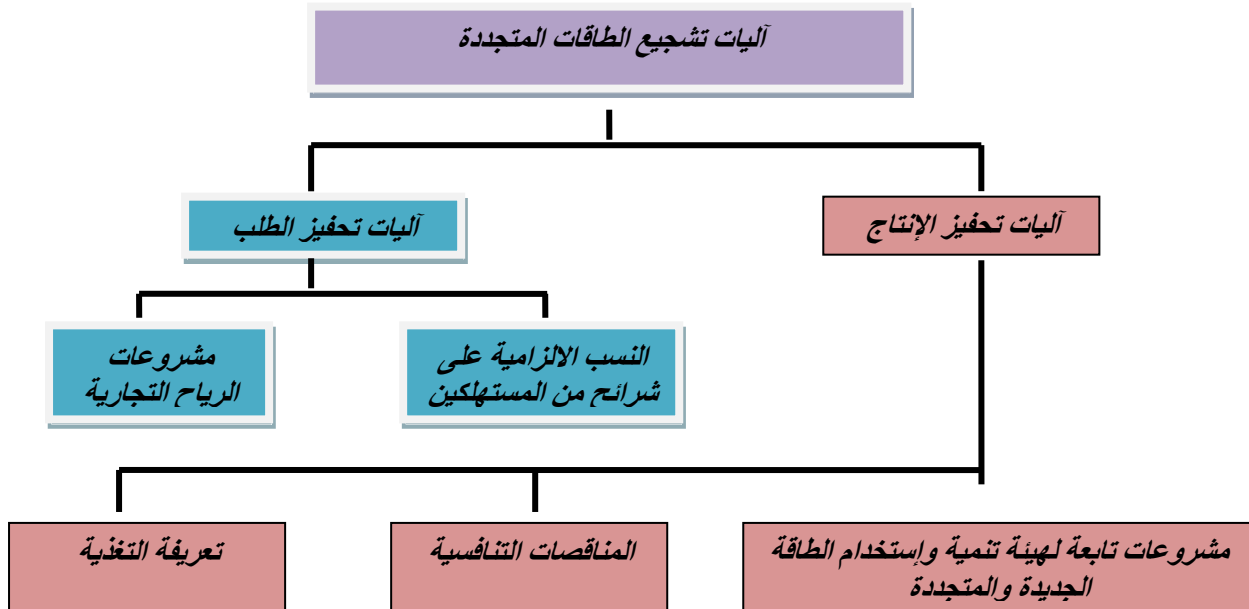 آليات تشجيع الطاقات المتجددة
آليات تحفيز الإنتاج
آليات تحفيز الطلب
النسب الالزامية على
شرائح من المستهلكين
مشروعات
الرياح التجارية
مشروعات تابعة لهيئة تنمية وإستخدام الطاقة
الجديدة والمتجددة
المناقصات التنافسية
تعريفة التغذية